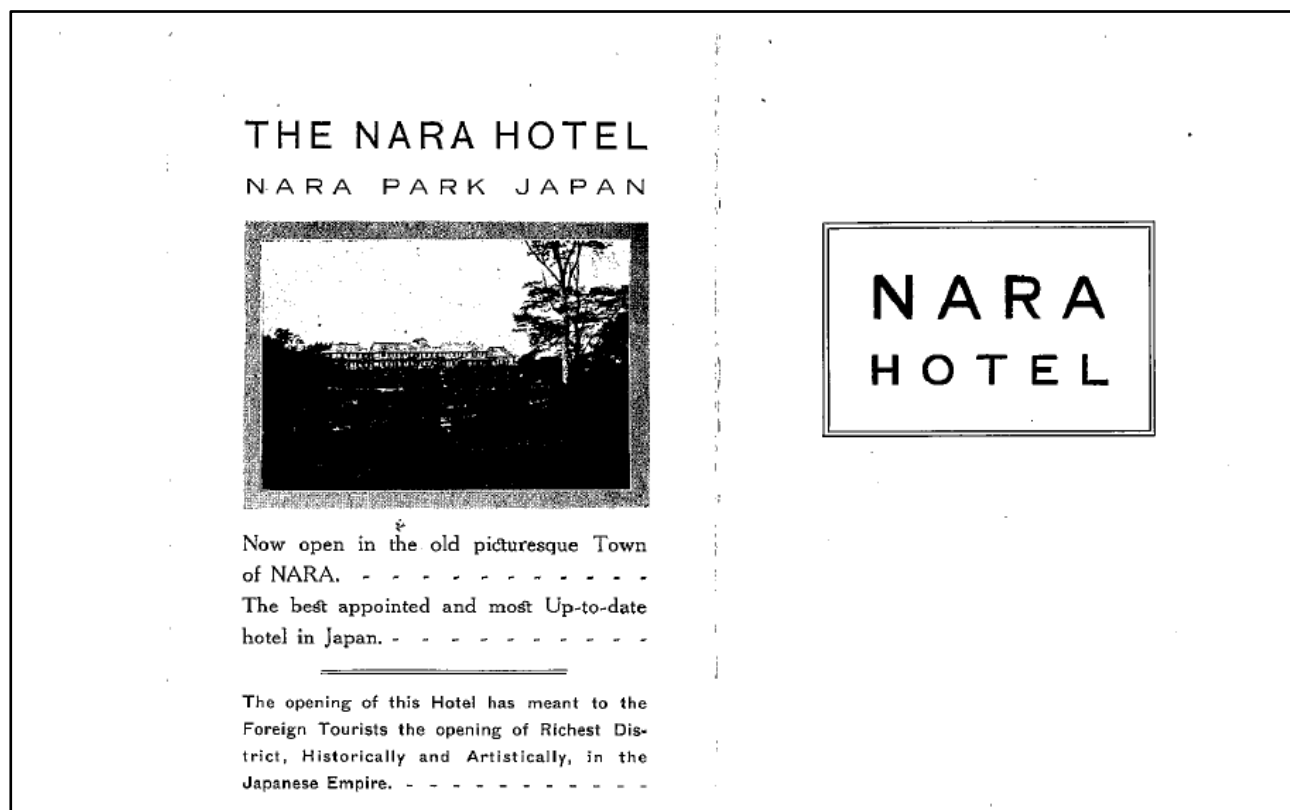 THE NARA HOTEL
NARA PARK JAPAN
Now open in the old picturesque Town
of NARA. - - - - - - - - - - -
The best appointed and most Up-to-date
hotel in Japan. - - - - - - - - - -
The opening of this Hotel has meant to the
Foreign Tourists the opening of Richest Dis-
trict, Historically and Artistically, in the
Japanese Empire. - - - - - - - - - -
NARA
HOTEL